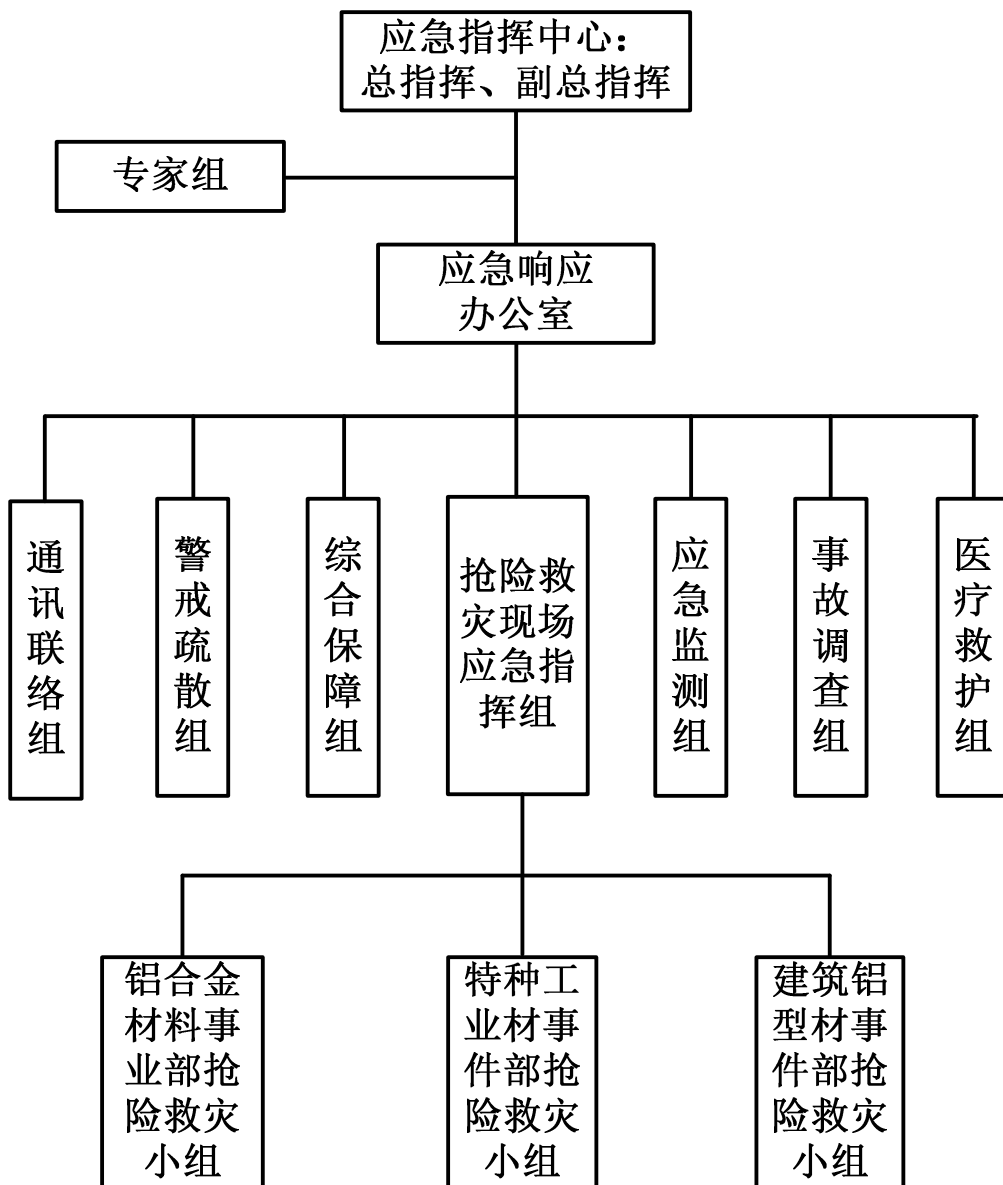 应急指挥中心：
总指挥、副总指挥
专家组
应急响应
办公室
通讯联络组
警戒疏散组
综合保障组
抢险救
灾现场
应急指
挥组
应急监测组
事故调查组
医疗救护组
铝合金
材料事
业部抢
险救灾
小组
特种工
业材事
件部抢
险救灾
小组
建筑铝
型材事
件部抢
险救灾
小组